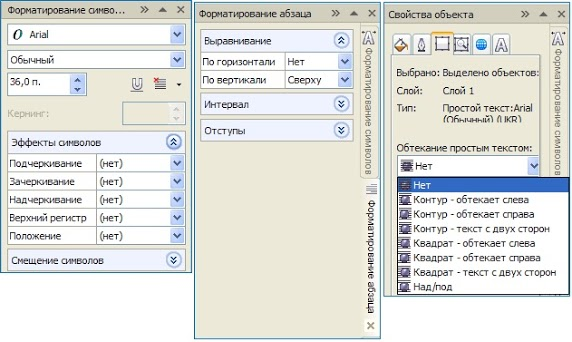 Форматирование симво...
O Arial
Обычный
36,0 п.
Кернинг:
Эффекты символов
Подчеркивание (нет)
Зачеркивание (нет)
Надчеркивание (нет)
Верхний регистр (нет)
Положение (нет)
Смещение символов
Форматирование абзаца
Выравнивание
По горизонтали Нет
По вертикали Сверху
Интервал
Отступы
Форматирование символов
Форматирование абзаца
Свойства объекта
Выбрано: Выделено объектов:
Слой: Слой 1
Тип: Простой текст:Arial
(Обычный) (UKR)
Обтекание простым текстом:
Нет
Нет
Контур - обтекает слева
Контур - обтекает справа
Контур - текст с двух сторон
Квадрат - обтекает слева
Квадрат - обтекает справа
Квадрат - текст с двух сторон
Над/под
Форматирование символов